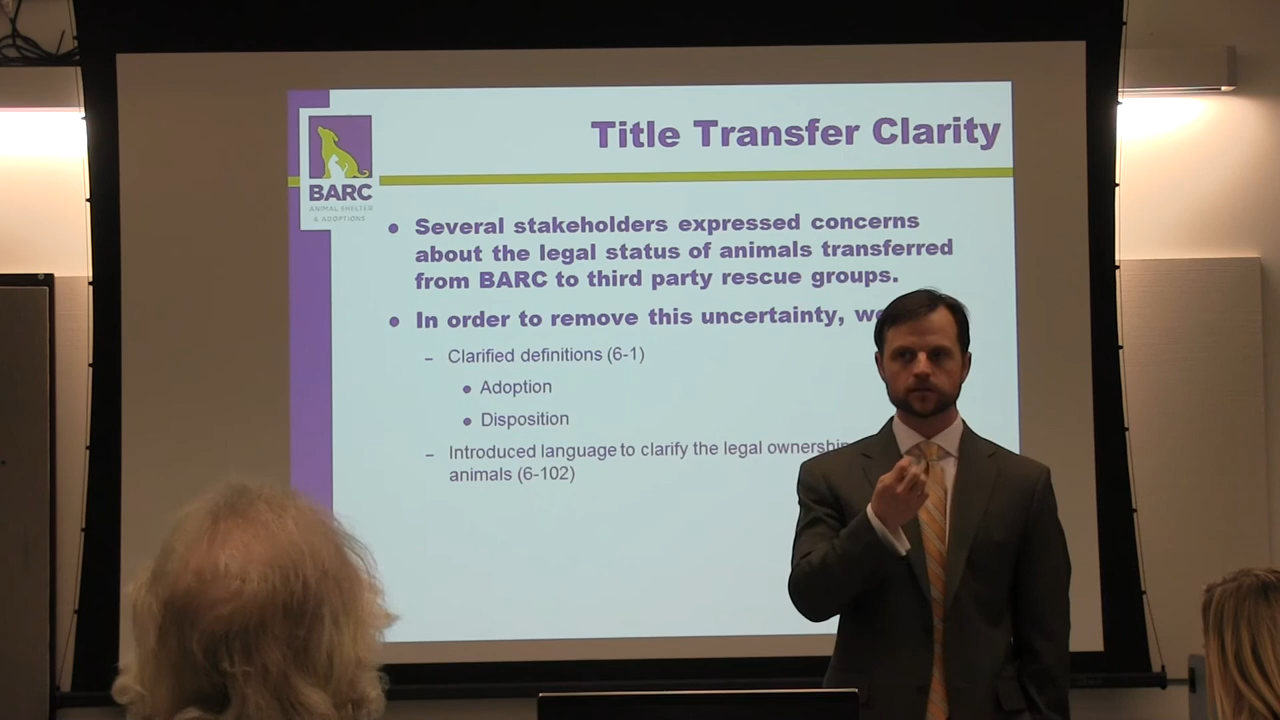 Title Transfer Clarity
BARC
ANIMAL SHELTER
& ADOPTIONS
● Several stakeholders expressed concerns
about the legal status of animals transferred
from BARC to third party rescue groups.
● In order to remove this uncertainty, we
– Clarified definitions (6-1)
● Adoption
● Disposition
– Introduced language to clarify the legal ownership
animals (6-102)